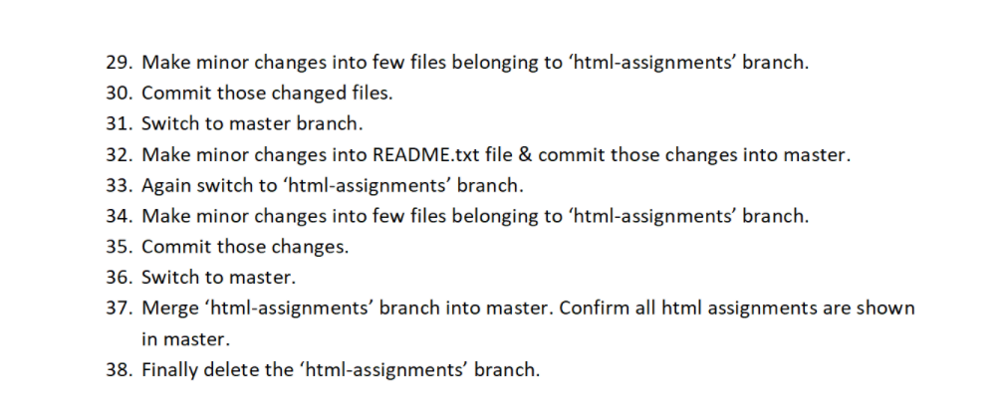 29. Make minor changes into few files belonging to ‘html-assignments’ branch.
30. Commit those changed files.
31. Switch to master branch.
32. Make minor changes into README.txt file & commit those changes into master.
33. Again switch to ‘html-assignments’ branch.
34. Make minor changes into few files belonging to ‘html-assignments’ branch.
35. Commit those changes.
36. Switch to master.
37. Merge ‘html-assignments’ branch into master. Confirm all html assignments are shown
in master.
38. Finally delete the ‘html-assignments’ branch.